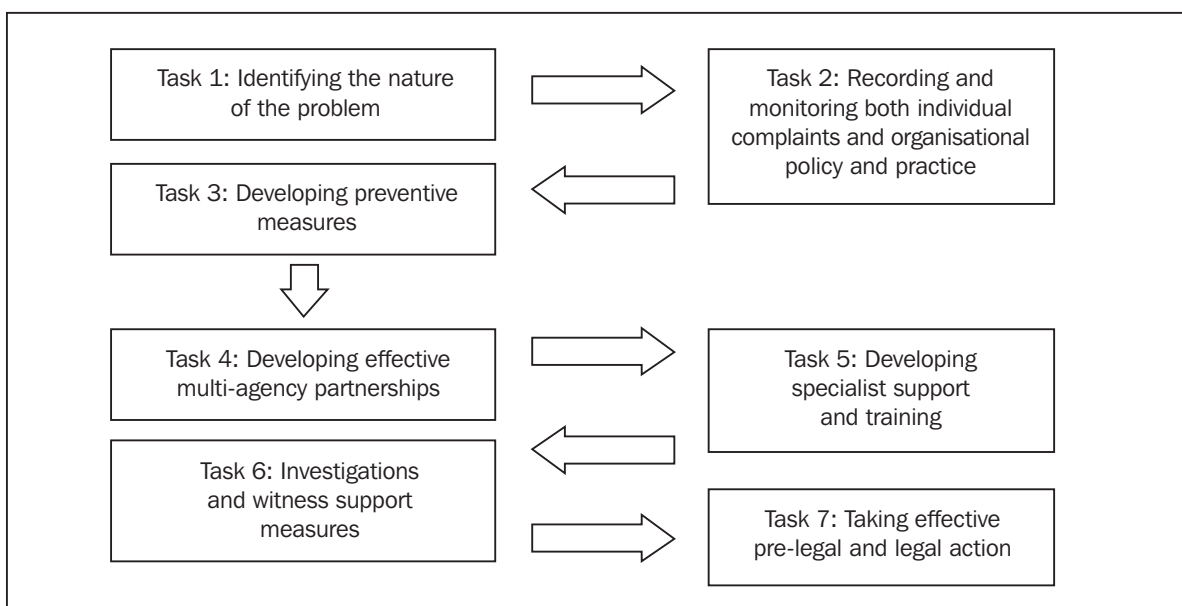 Task 1: Identifying the nature
of the problem
Task 2: Recording and
monitoring both individual
complaints and organisational
policy and practice
Task 3: Developing preventive
measures
Task 4: Developing effective
multi-agency partnerships
Task 5: Developing
specialist support
and training
Task 6: Investigations
and witness support
measures
Task 7: Taking effective
pre-legal and legal action